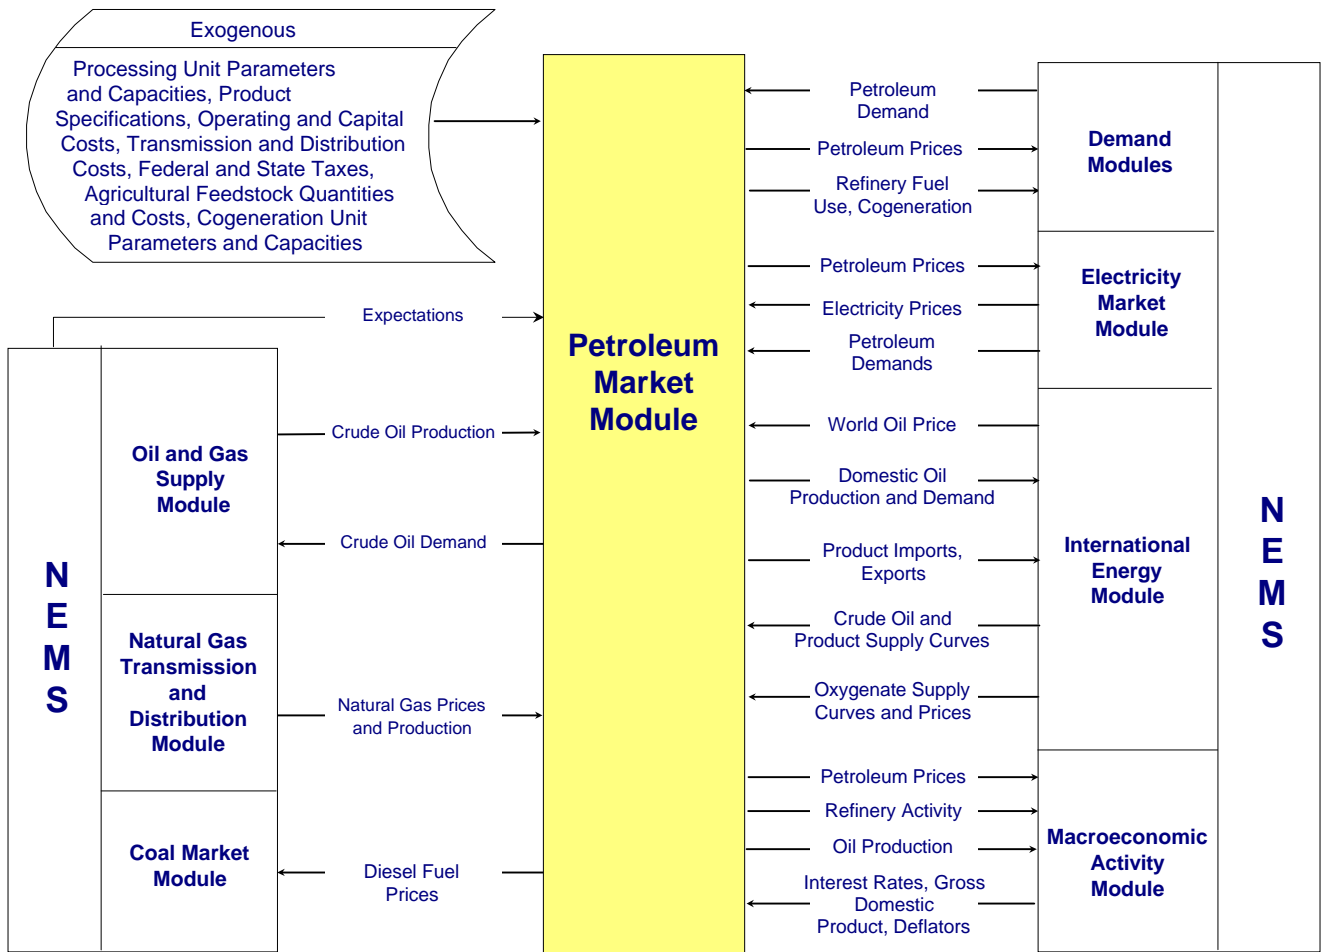 Exogenous
Processing Unit Parameters
and Capacities, Product
Specifications, Operating and Capital
Costs, Transmission and Distribution
Costs, Federal and State Taxes,
Agricultural Feedstock Quantities
and Costs, Cogeneration Unit
Parameters and Capacities
Expectations
N
E
M
S
Oil and Gas
Supply
Module
Crude Oil Production
Crude Oil Demand
Natural Gas
Transmission
and
Distribution
Module
Natural Gas Prices
and Production
Coal Market
Module
Diesel Fuel
Prices
Petroleum
Market
Module
Petroleum
Demand
Petroleum Prices
Refinery Fuel
Use, Cogeneration
Demand
Modules
Petroleum Prices
Electricity Prices
Petroleum
Demands
Electricity
Market
Module
World Oil Price
Domestic Oil
Production and Demand
Product Imports,
Exports
Crude Oil and
Product Supply Curves
Oxygenate Supply
Curves and Prices
International
Energy
Module
Petroleum Prices
Refinery Activity
Oil Production
Interest Rates, Gross
Domestic
Product, Deflators
Macroeconomic
Activity
Module
N
E
M
S